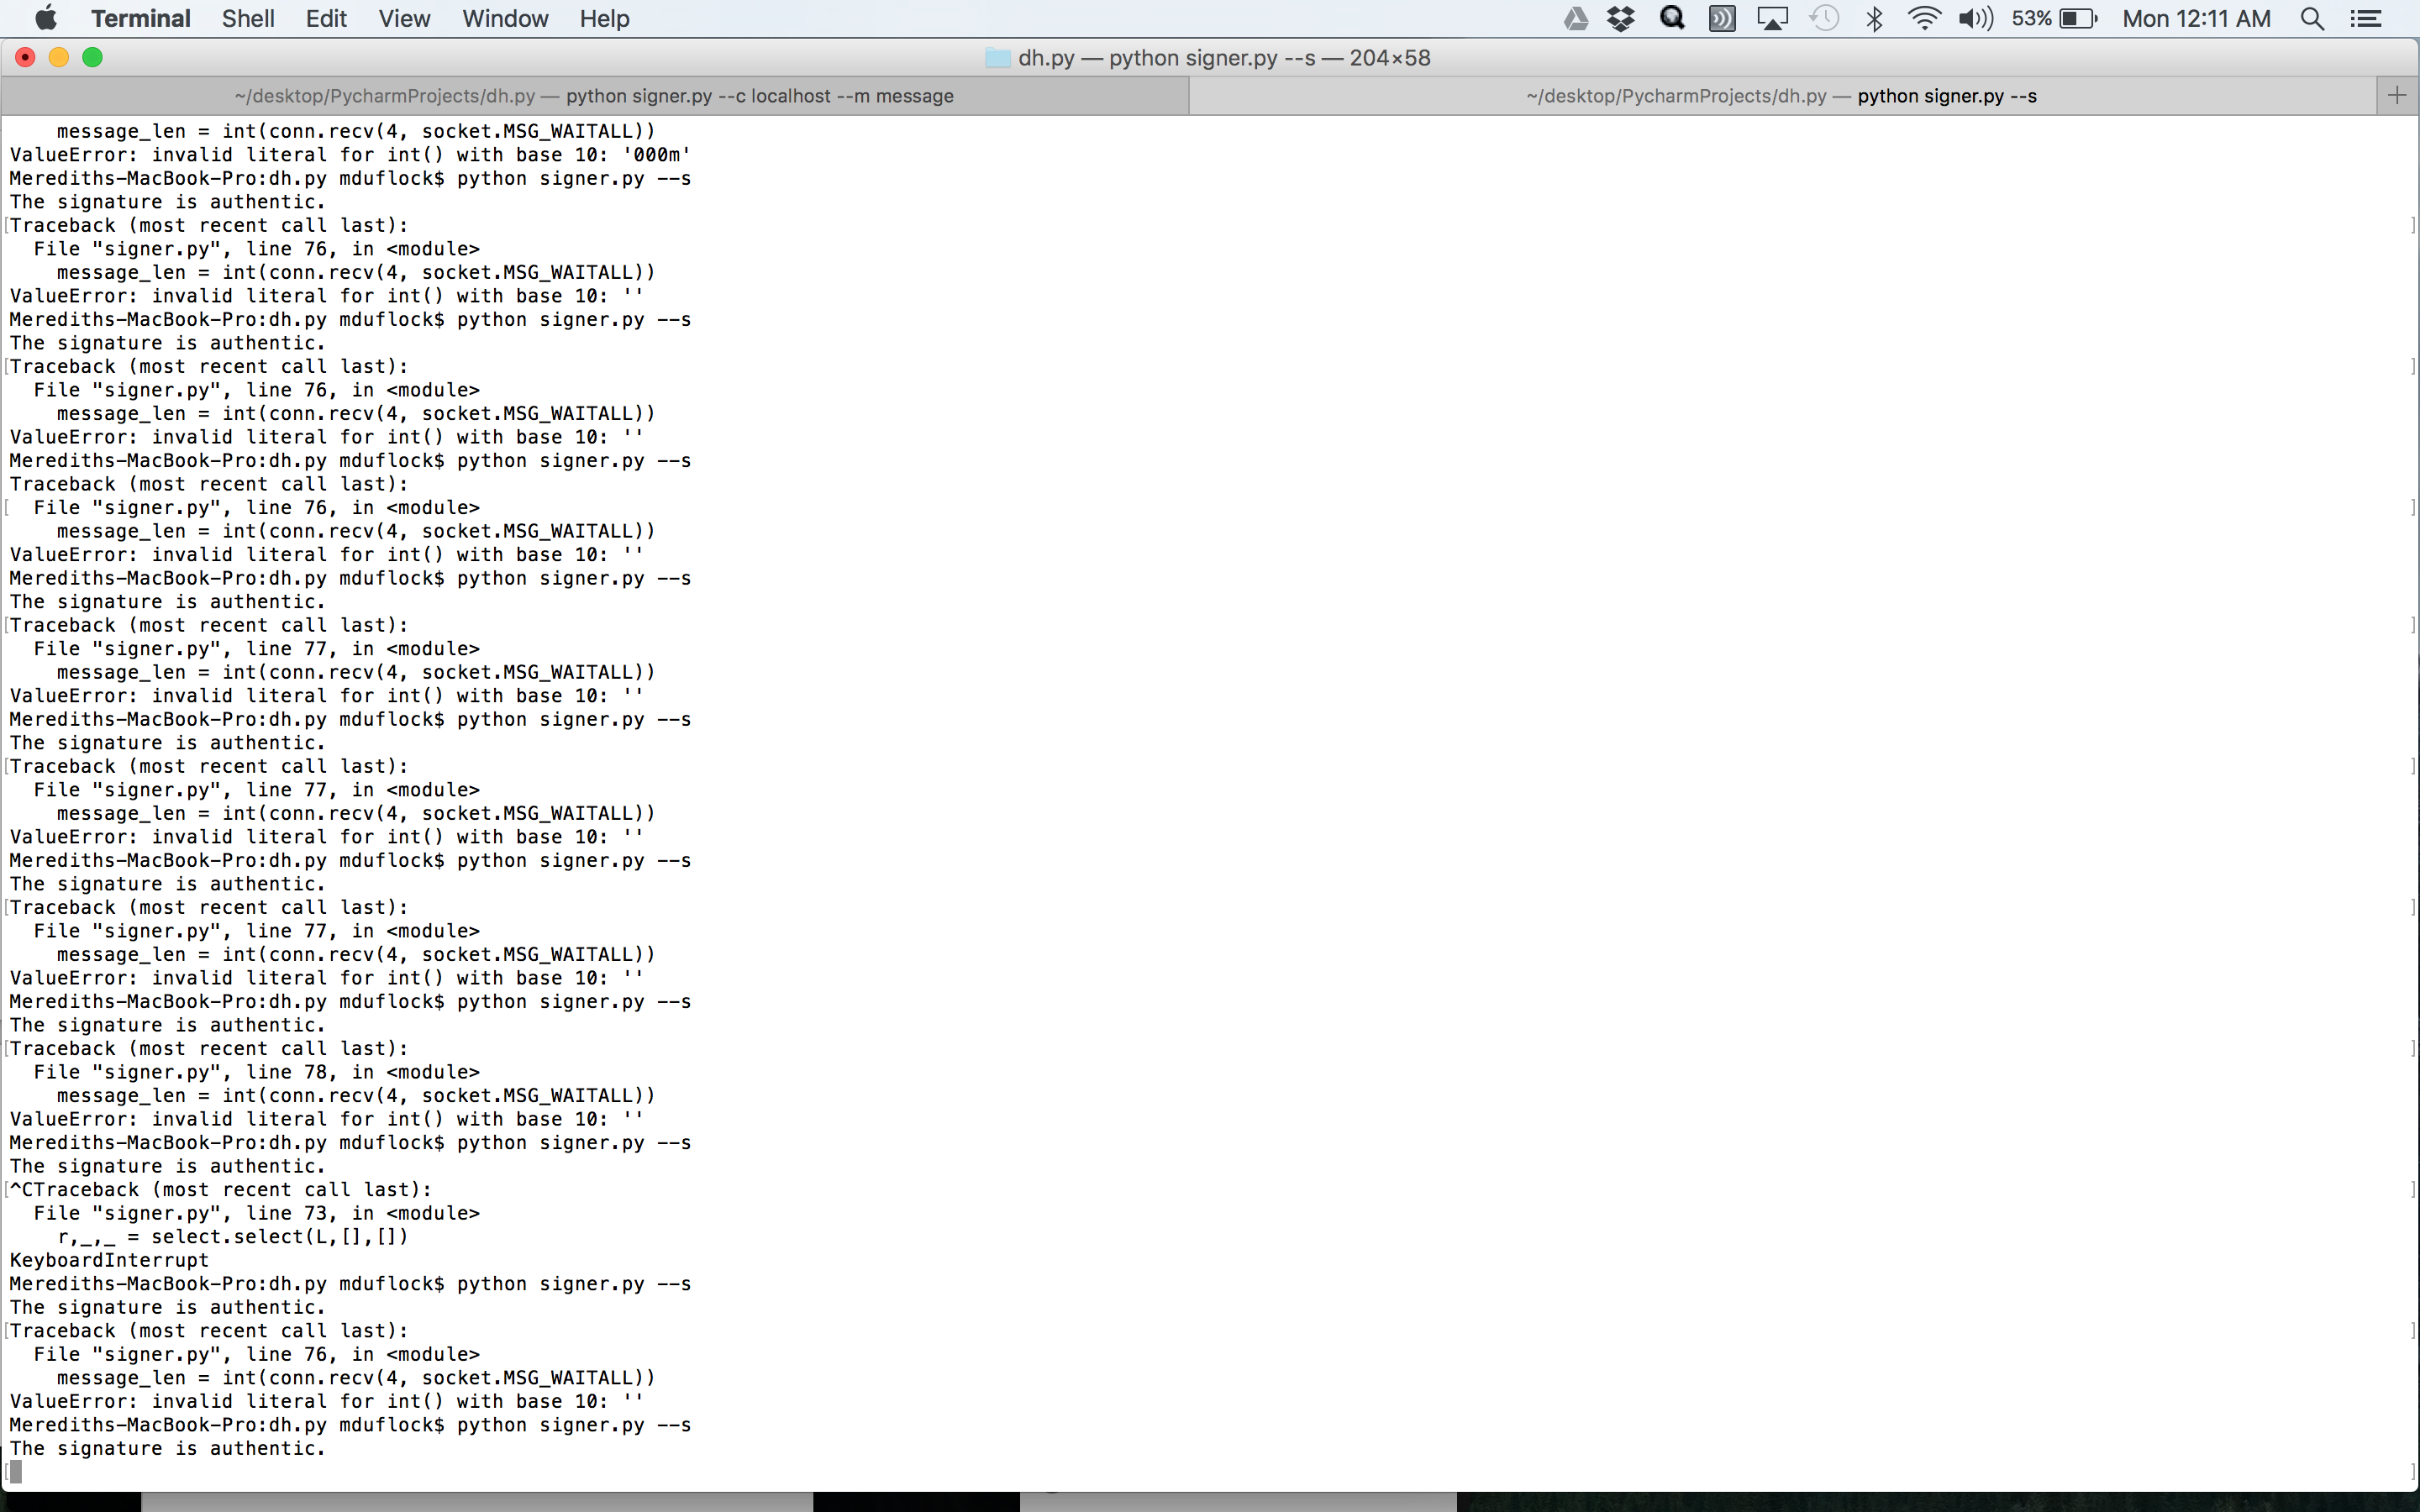 Terminal Shell Edit View Window Help 53% Mon 12:11 AM
dh.py — python signer.py --s — 204×58
~/desktop/PycharmProjects/dh.py — python signer.py --c localhost --m message ~/desktop/PycharmProjects/dh.py — python signer.py --s +
    message_len = int(conn.recv(4, socket.MSG_WAITALL))
ValueError: invalid literal for int() with base 10: '000m'
Merediths-MacBook-Pro:dh.py mduflock$ python signer.py --s
The signature is authentic.
[Traceback (most recent call last): ]
  File "signer.py", line 76, in <module>
    message_len = int(conn.recv(4, socket.MSG_WAITALL))
ValueError: invalid literal for int() with base 10: ''
Merediths-MacBook-Pro:dh.py mduflock$ python signer.py --s
The signature is authentic.
[Traceback (most recent call last): ]
  File "signer.py", line 76, in <module>
    message_len = int(conn.recv(4, socket.MSG_WAITALL))
ValueError: invalid literal for int() with base 10: ''
Merediths-MacBook-Pro:dh.py mduflock$ python signer.py --s
Traceback (most recent call last):
[  File "signer.py", line 76, in <module> ]
    message_len = int(conn.recv(4, socket.MSG_WAITALL))
ValueError: invalid literal for int() with base 10: ''
Merediths-MacBook-Pro:dh.py mduflock$ python signer.py --s
The signature is authentic.
[Traceback (most recent call last): ]
  File "signer.py", line 77, in <module>
    message_len = int(conn.recv(4, socket.MSG_WAITALL))
ValueError: invalid literal for int() with base 10: ''
Merediths-MacBook-Pro:dh.py mduflock$ python signer.py --s
The signature is authentic.
[Traceback (most recent call last): ]
  File "signer.py", line 77, in <module>
    message_len = int(conn.recv(4, socket.MSG_WAITALL))
ValueError: invalid literal for int() with base 10: ''
Merediths-MacBook-Pro:dh.py mduflock$ python signer.py --s
The signature is authentic.
[Traceback (most recent call last): ]
  File "signer.py", line 77, in <module>
    message_len = int(conn.recv(4, socket.MSG_WAITALL))
ValueError: invalid literal for int() with base 10: ''
Merediths-MacBook-Pro:dh.py mduflock$ python signer.py --s
The signature is authentic.
[Traceback (most recent call last): ]
  File "signer.py", line 78, in <module>
    message_len = int(conn.recv(4, socket.MSG_WAITALL))
ValueError: invalid literal for int() with base 10: ''
Merediths-MacBook-Pro:dh.py mduflock$ python signer.py --s
The signature is authentic.
[^CTraceback (most recent call last): ]
  File "signer.py", line 73, in <module>
    r,_,_ = select.select(L,[],[])
KeyboardInterrupt
Merediths-MacBook-Pro:dh.py mduflock$ python signer.py --s
The signature is authentic.
[Traceback (most recent call last): ]
  File "signer.py", line 76, in <module>
    message_len = int(conn.recv(4, socket.MSG_WAITALL))
ValueError: invalid literal for int() with base 10: ''
Merediths-MacBook-Pro:dh.py mduflock$ python signer.py --s
The signature is authentic.
[ ]